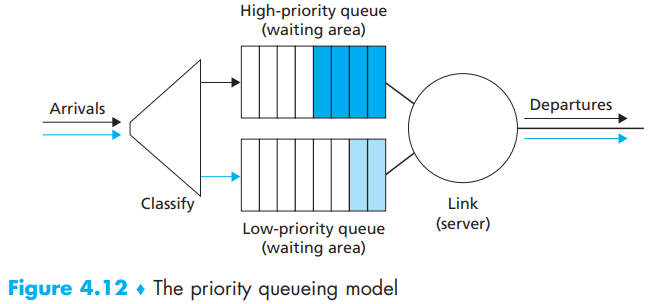 High-priority queue
(waiting area)
Arrivals
Departures
Classify
Link
(server)
Low-priority queue
(waiting area)
Figure 4.12 ♦ The priority queueing model